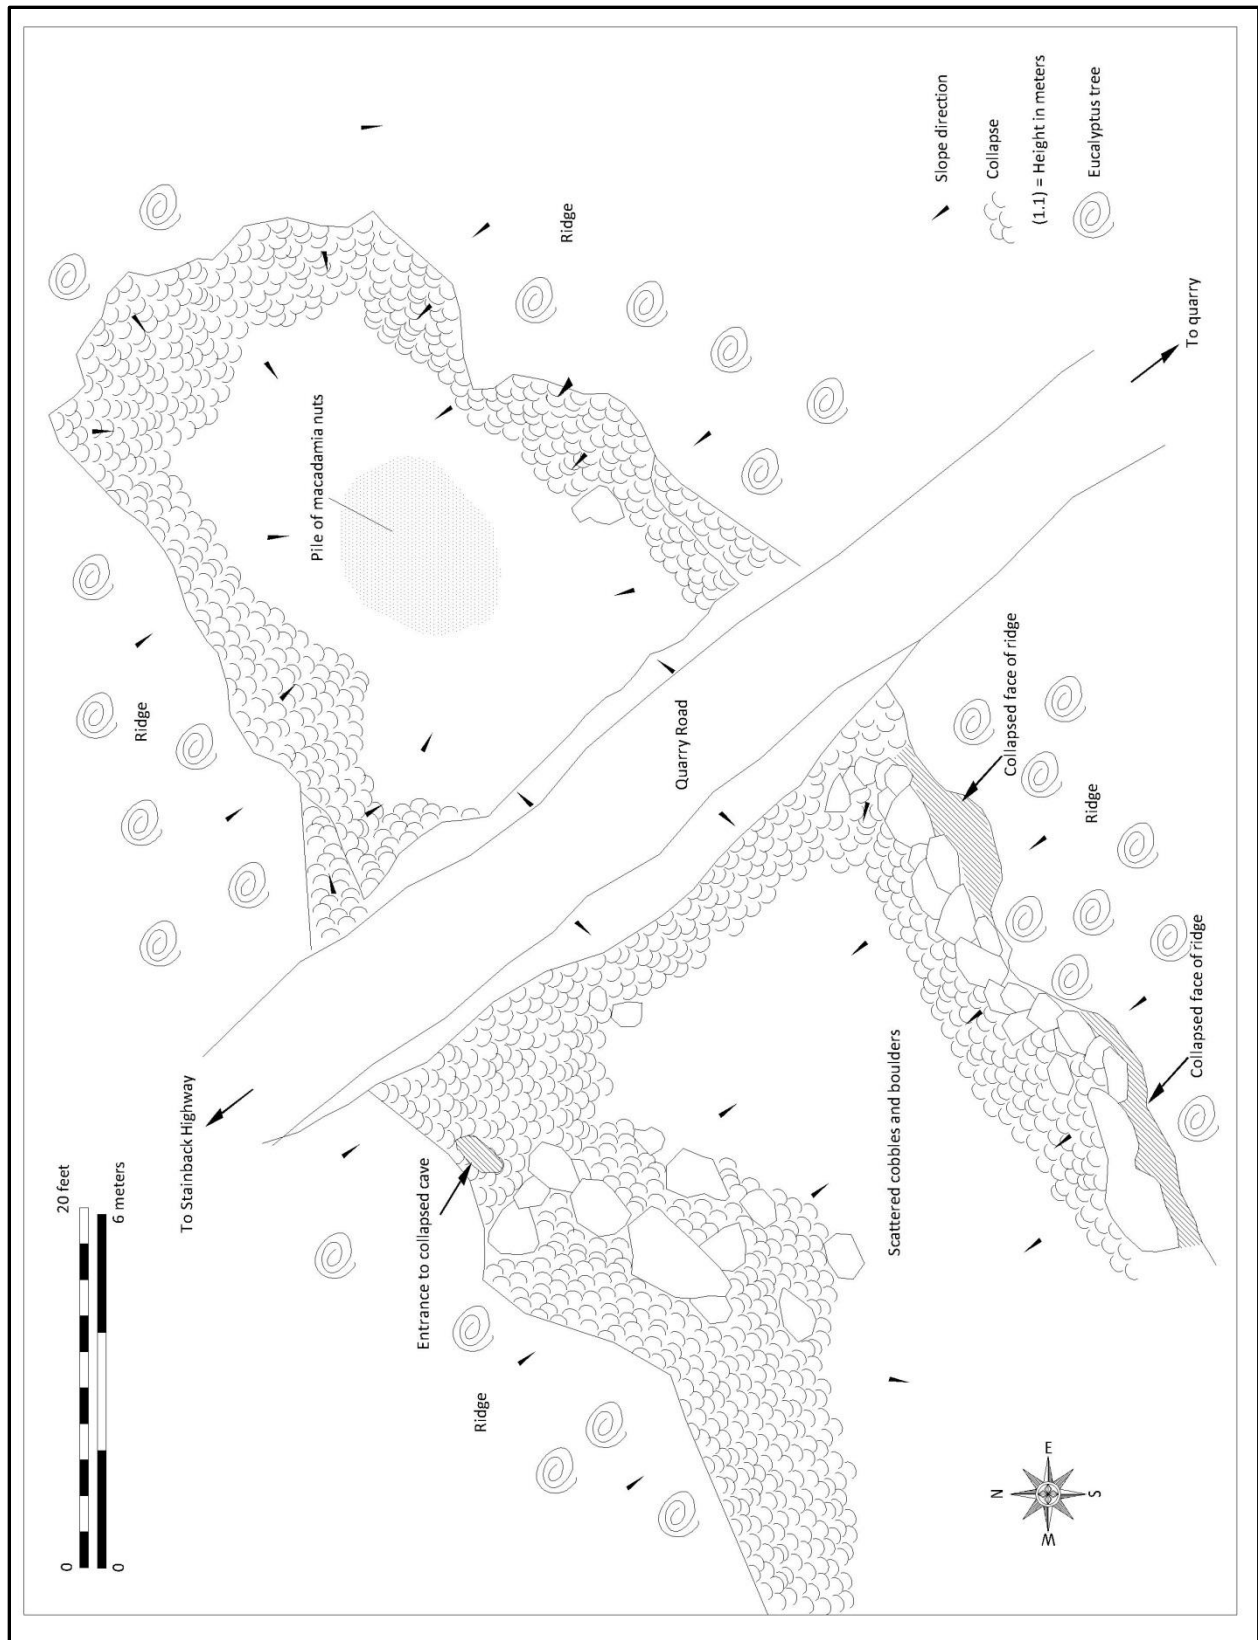 0
20 feet
0
6 meters
To Stainback Highway
Entrance to collapsed cave
Ridge
Ridge
Pile of macadamia nuts
Ridge
Quarry Road
Scattered cobbles and boulders
Collapsed face of ridge
Collapsed face of ridge
Ridge
To quarry
Slope direction
Collapse
(1.1) = Height in meters
Eucalyptus tree
N
E
S
W